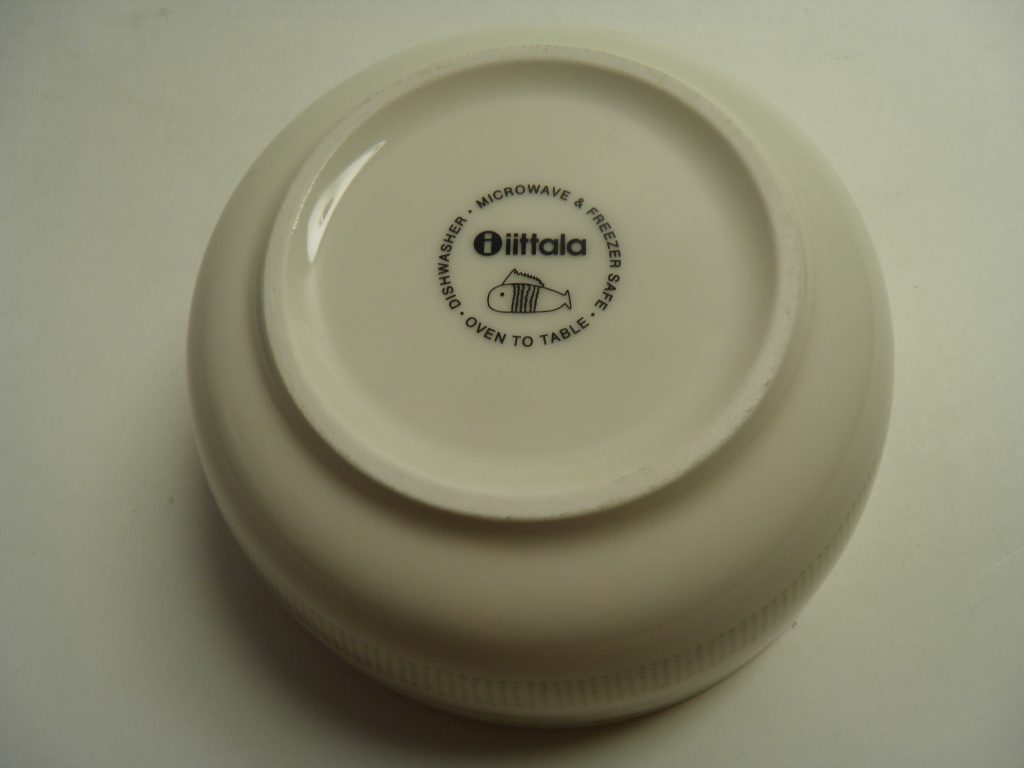 DISHWASHER · MICROWAVE & FREEZER SAFE ·
iittala
· OVEN TO TABLE ·